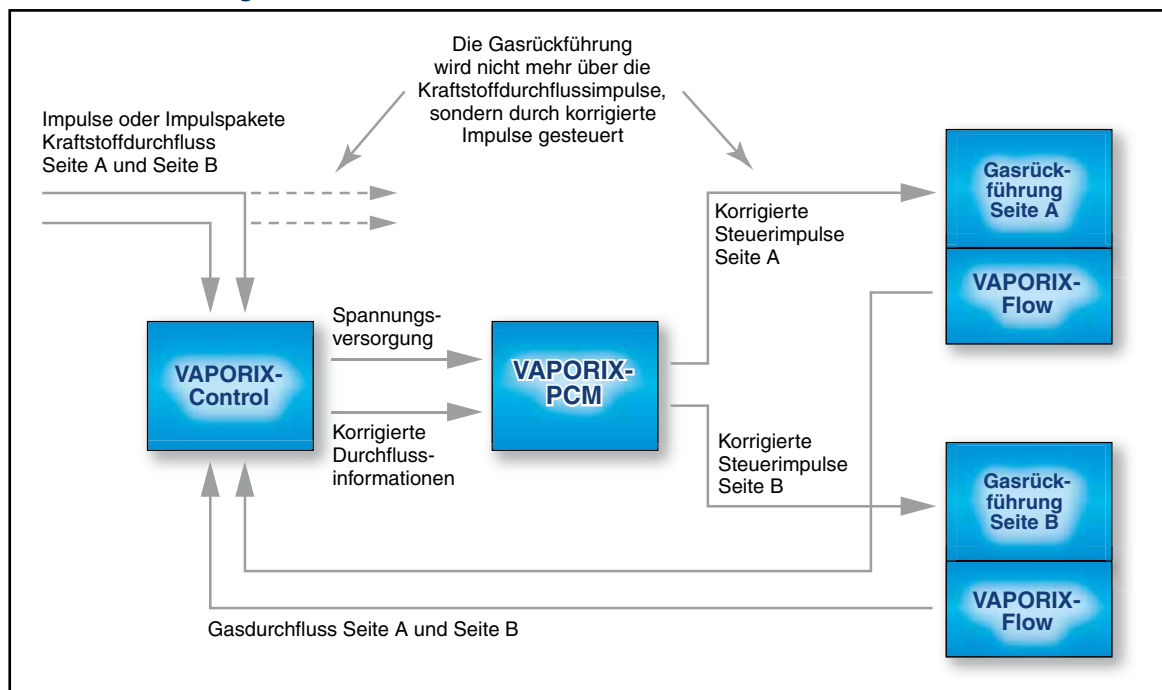 Die Gasrückführung
wird nicht mehr über die
Kraftstoffdurchflussimpulse,
sondern durch korrigierte
Impulse gesteuert
Impulse oder Impulspakete
Kraftstoffdurchfluss
Seite A und Seite B
Gasrück-
führung
Seite A
VAPORIX-
Flow
Korrigierte
Steuerimpulse
Seite A
Spannungs-
versorgung
VAPORIX-
Control
VAPORIX-
PCM
Korrigierte
Durchfluss-
informationen
Korrigierte
Steuerimpulse
Seite B
Gasrück-
führung
Seite B
VAPORIX-
Flow
Gasdurchfluss Seite A und Seite B